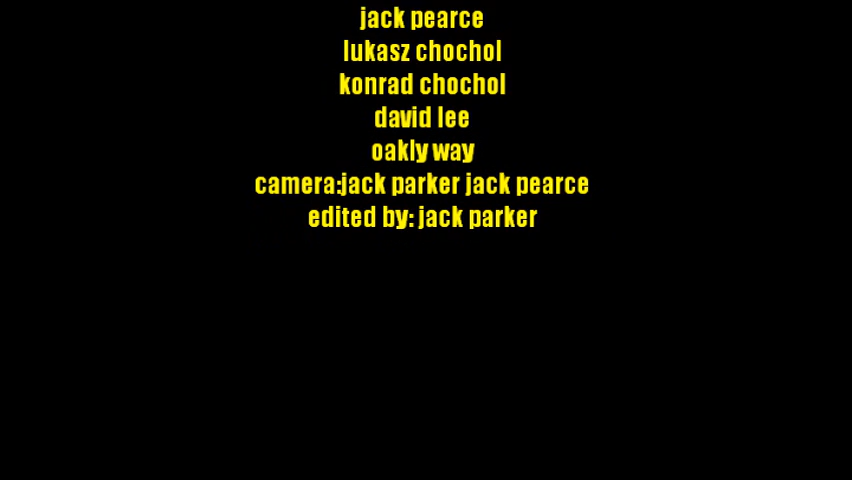 jack pearce
lukasz chochol
konrad chochol
david lee
oakly way
camera:jack parker jack pearce
edited by: jack parker